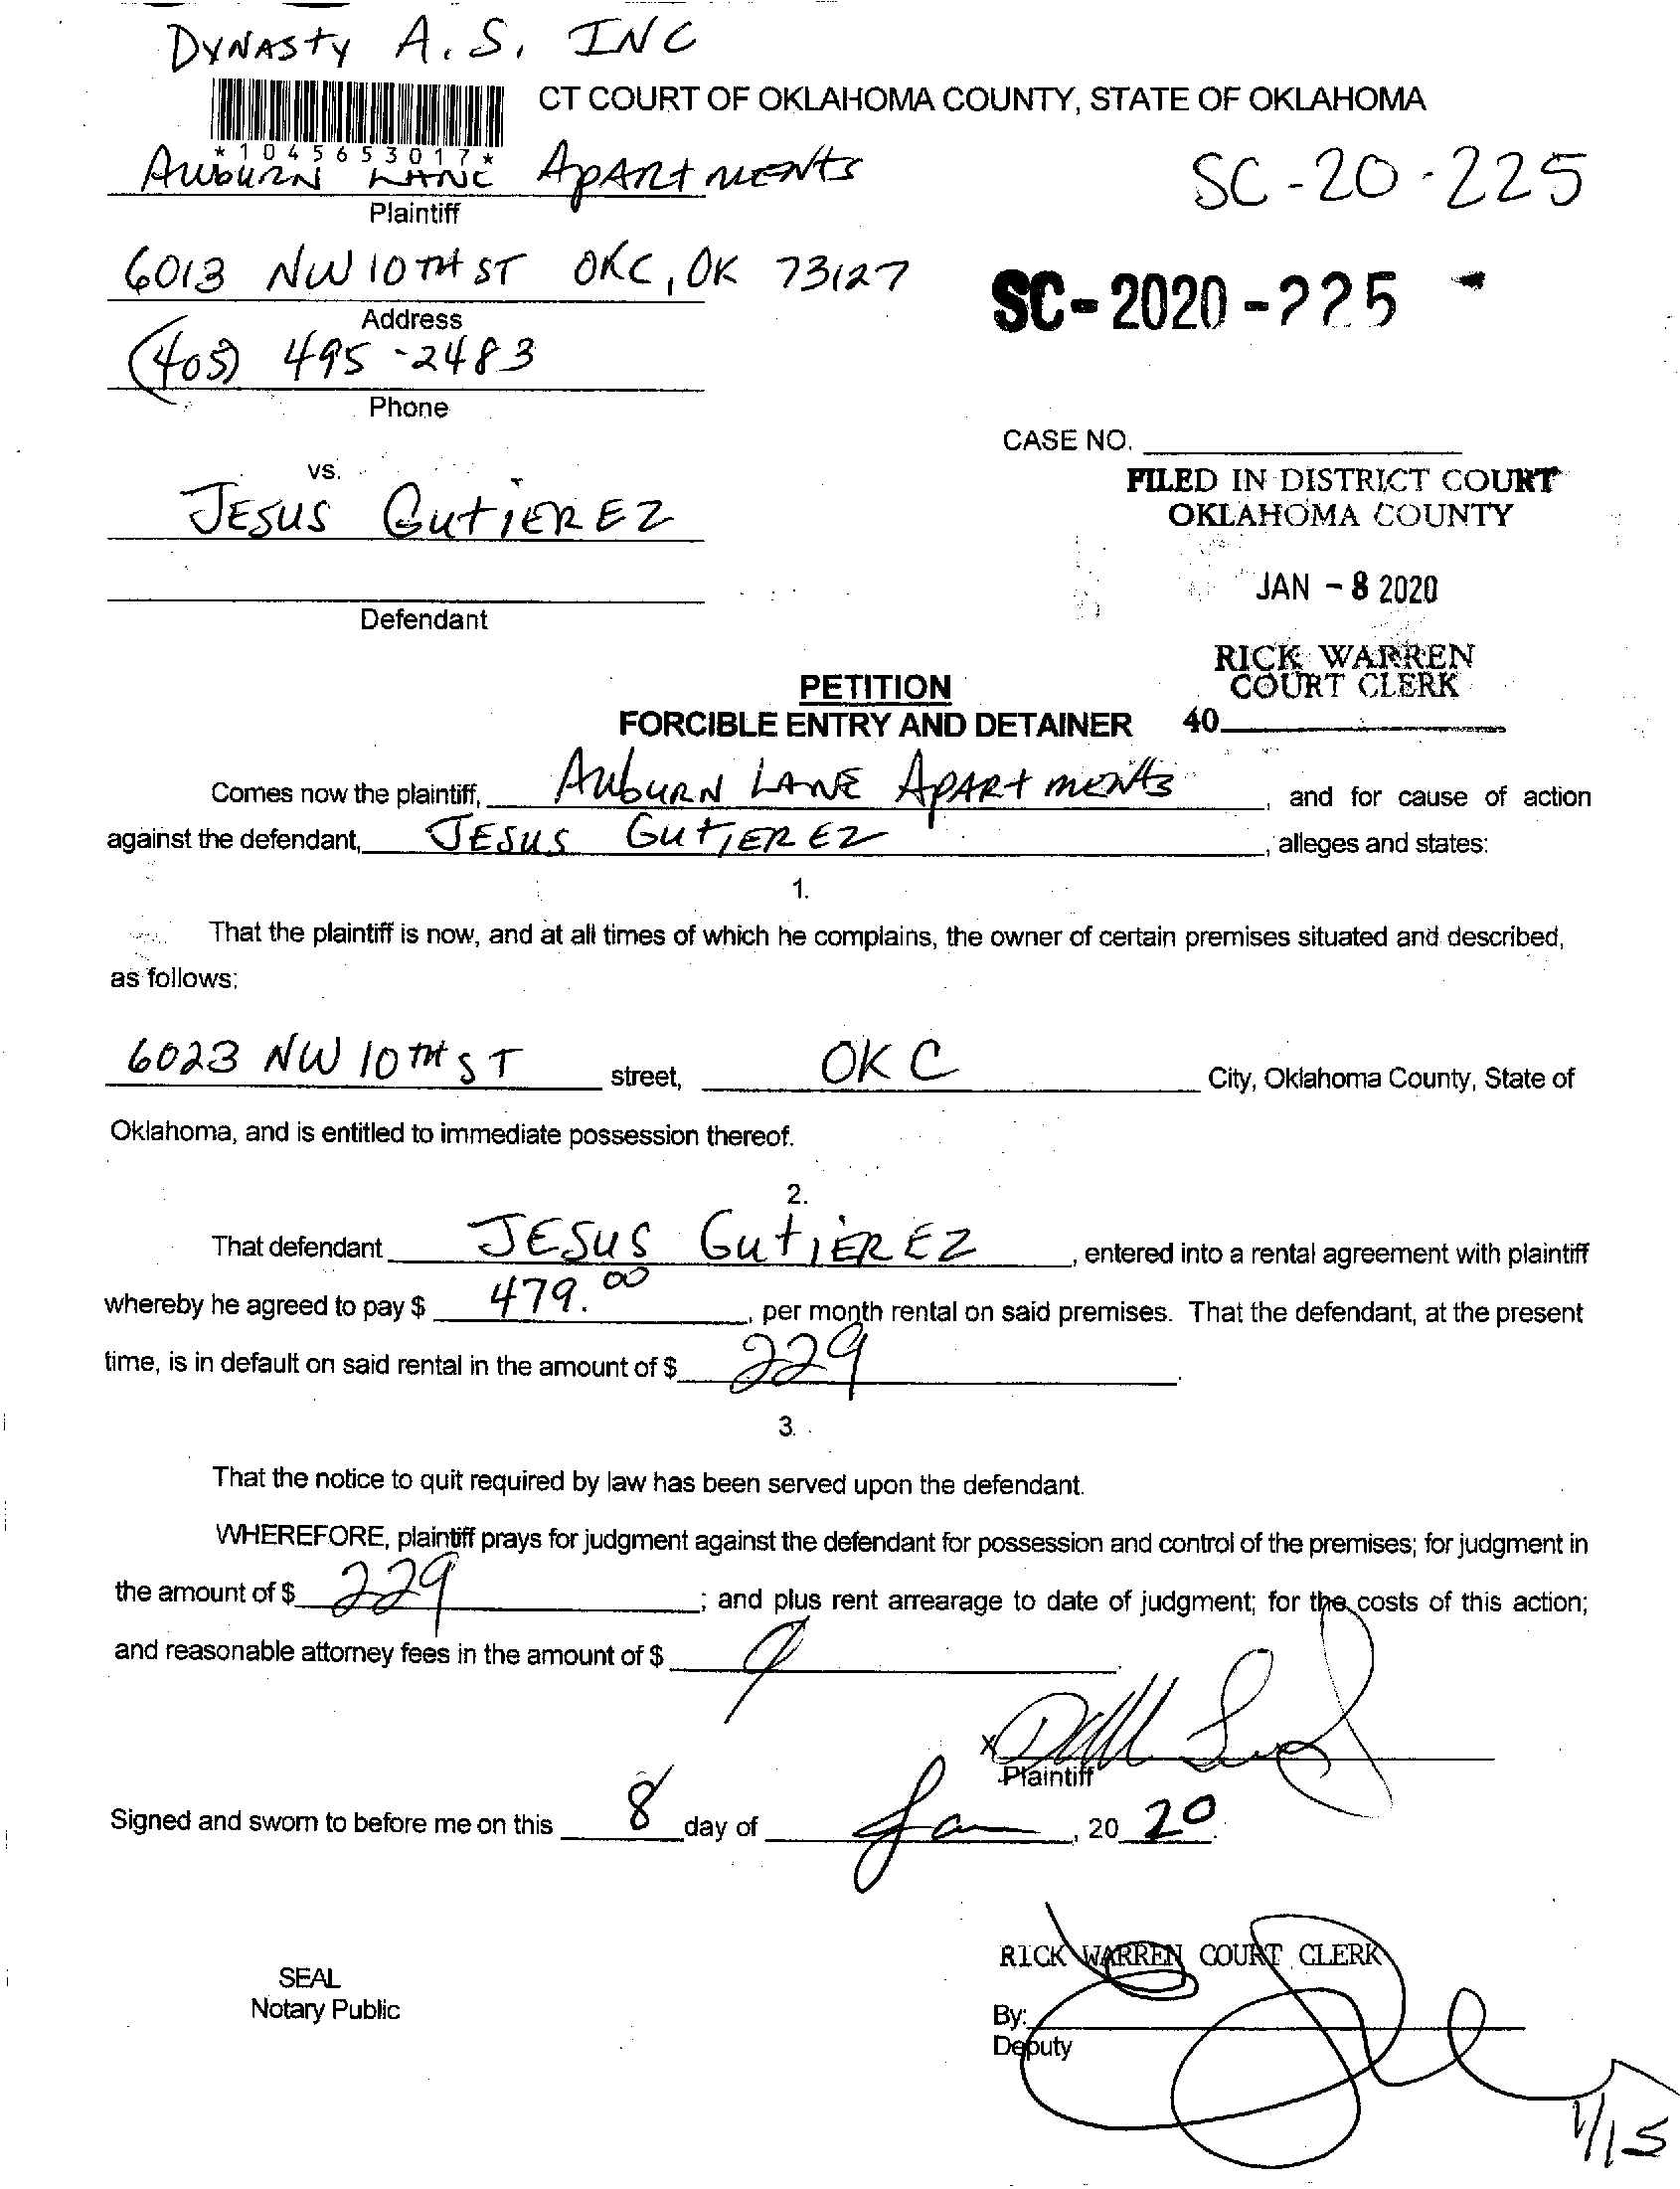 DYNASTY A.S. INC
CT COURT OF OKLAHOMA COUNTY, STATE OF OKLAHOMA
*1045653017*
AUBURN LANE APARTMENTS
SC-20-225
Plaintiff
6013 NW 10TH ST OKC, OK 73127
SC-2020-225
Address
(405) 495-2483
Phone
CASE NO.
vs.
FILED IN DISTRICT COURT
OKLAHOMA COUNTY
JESUS GUTIEREZ
JAN - 8 2020
Defendant
RICK WARREN
COURT CLERK
PETITION
FORCIBLE ENTRY AND DETAINER
40
Comes now the plaintiff, AUBURN LANE APARTMENTS, and for cause of action
against the defendant, JESUS GUTIEREZ, alleges and states:
1.
That the plaintiff is now, and at all times of which he complains, the owner of certain premises situated and described,
as follows:
6023 NW 10TH ST street, OKC City, Oklahoma County, State of
Oklahoma, and is entitled to immediate possession thereof.
2.
That defendant JESUS GUTIEREZ, entered into a rental agreement with plaintiff
whereby he agreed to pay $ 479.00, per month rental on said premises. That the defendant, at the present
time, is in default on said rental in the amount of $ 229.
3.
That the notice to quit required by law has been served upon the defendant.
WHEREFORE, plaintiff prays for judgment against the defendant for possession and control of the premises; for judgment in
the amount of $ 229; and plus rent arrearage to date of judgment; for the costs of this action;
and reasonable attorney fees in the amount of $
X
Plaintiff
Signed and sworn to before me on this 8 day of Jan, 20 20.
RICK WARREN COURT CLERK
SEAL
Notary Public
By:
Deputy
1/15